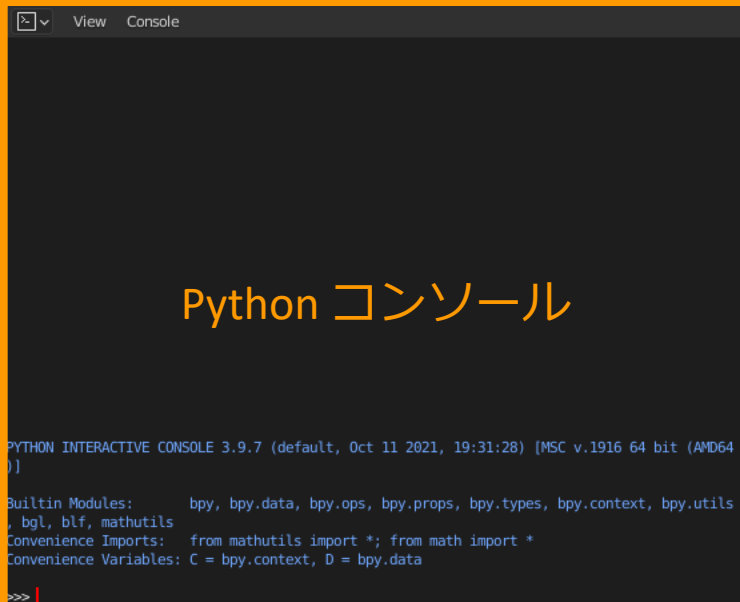 View Console
Python コンソール
PYTHON INTERACTIVE CONSOLE 3.9.7 (default, Oct 11 2021, 19:31:28) [MSC v.1916 64 bit (AMD64
)]
Builtin Modules: bpy, bpy.data, bpy.ops, bpy.props, bpy.types, bpy.context, bpy.utils
, bgl, blf, mathutils
Convenience Imports: from mathutils import *; from math import *
Convenience Variables: C = bpy.context, D = bpy.data
>>>